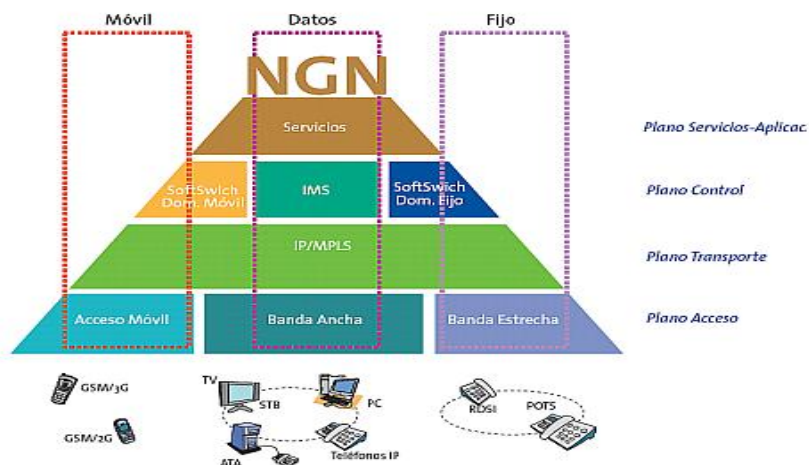 Móvil Datos Fijo
NGN
Servicios Plano Servicios-Aplicac
SoftSwich
Dom. Móvil
IMS
SoftSwich
Dom. Fijo
Plano Control
IP/MPLS
Plano Transporte
Acceso Móvil Banda Ancha Banda Estrecha Plano Acceso
GSM/3G
TV
STB
PC
RDSI POTS
GSM/2G
ATA
Teléfonos IP